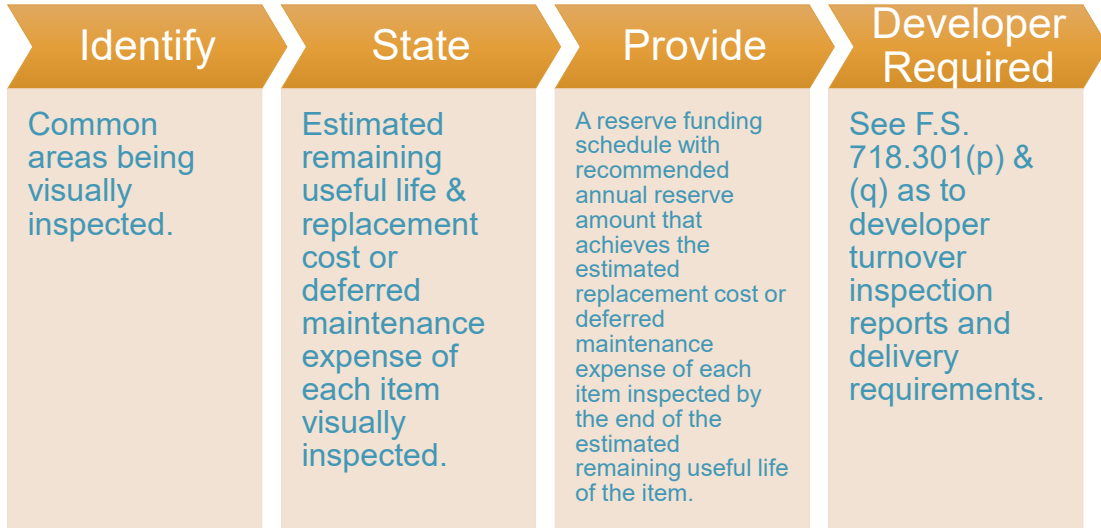 Identify
Common
areas being
visually
inspected.
State
Estimated
remaining
useful life &
replacement
cost or
deferred
maintenance
expense of
each item
visually
inspected.
Provide
A reserve funding
schedule with
recommended
annual reserve
amount that
achieves the
estimated
replacement cost or
deferred
maintenance
expense of each
item inspected by
the end of the
estimated
remaining useful life
of the item.
Developer
Required
See F.S.
718.301(p) &
(q) as to
developer
turnover
inspection
reports and
delivery
requirements.